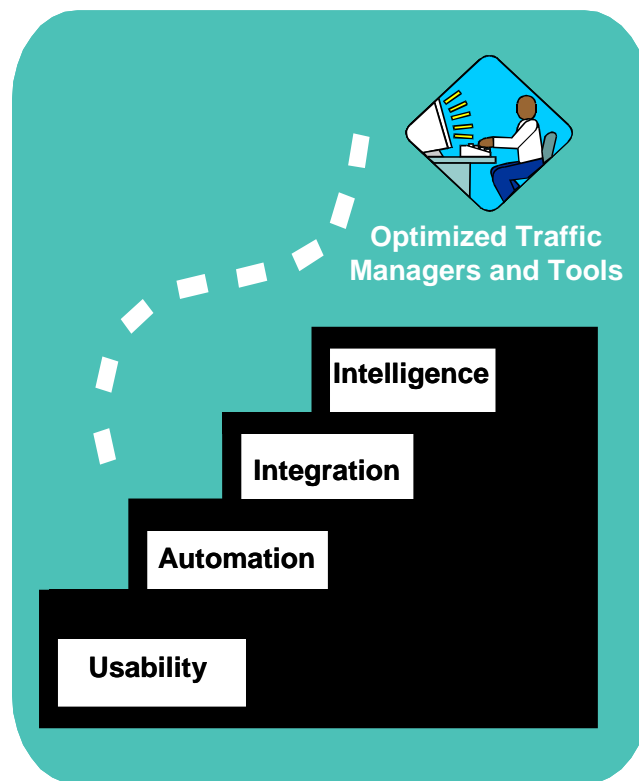 Optimized Traffic
Managers and Tools
Intelligence
Integration
Automation
Usability